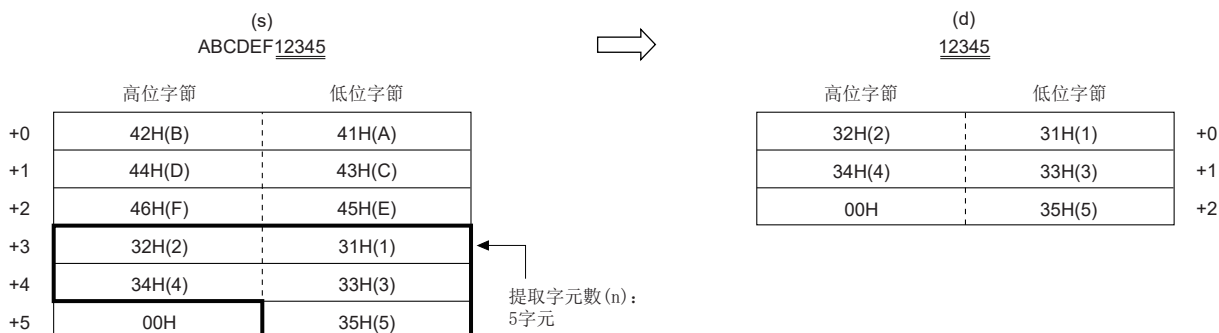 (s)
ABCDEF12345
(d)
12345
高位字節 低位字節
+0 42H(B) 41H(A)
+1 44H(D) 43H(C)
+2 46H(F) 45H(E)
+3 32H(2) 31H(1)
+4 34H(4) 33H(3)
+5 00H 35H(5)
提取字元數(n):
5字元
高位字節 低位字節
32H(2) 31H(1) +0
34H(4) 33H(3) +1
00H 35H(5) +2